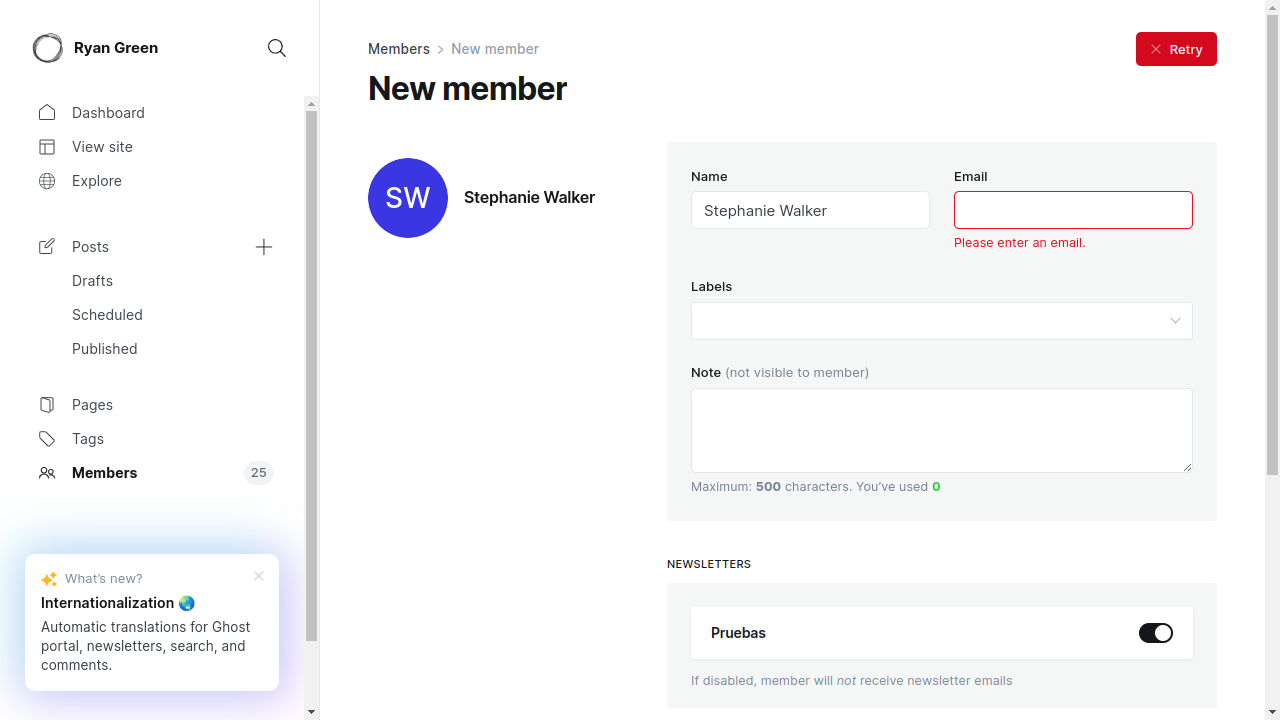 Ryan Green
Dashboard
View site
Explore
Posts
Drafts
Scheduled
Published
Pages
Tags
Members 25
What's new?
Internationalization 🌏
Automatic translations for Ghost
portal, newsletters, search, and
comments.
Members > New member
Retry
New member
SW
Stephanie Walker
Name
Stephanie Walker
Email
Please enter an email.
Labels
Note (not visible to member)
Maximum: 500 characters. You've used 0
NEWSLETTERS
Pruebas
If disabled, member will not receive newsletter emails